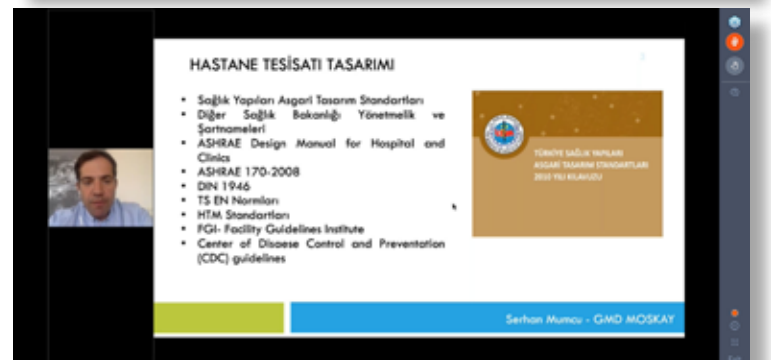 HASTANE TESİSATI TASARIMI
• Sağlık Yapıları Asgari Tasarım Standartları
• Diğer Sağlık Bakanlığı Yönetmelik ve
Şartnameleri
• ASHRAE Design Manual for Hospital and
Clinics
• ASHRAE 170-2008
• DIN 1946
• TS EN Normları
• HTM Standartları
• FGI- Facility Guidelines Institute
• Center of Disaese Control and Preventation
(CDC) guidelines
TÜRKİYE SAĞLIK YAPILARI
ASGARİ TASARIM STANDARTLARI
2010 YILI KILAVUZU
Serhan Mumcu - GMD MOSKAY